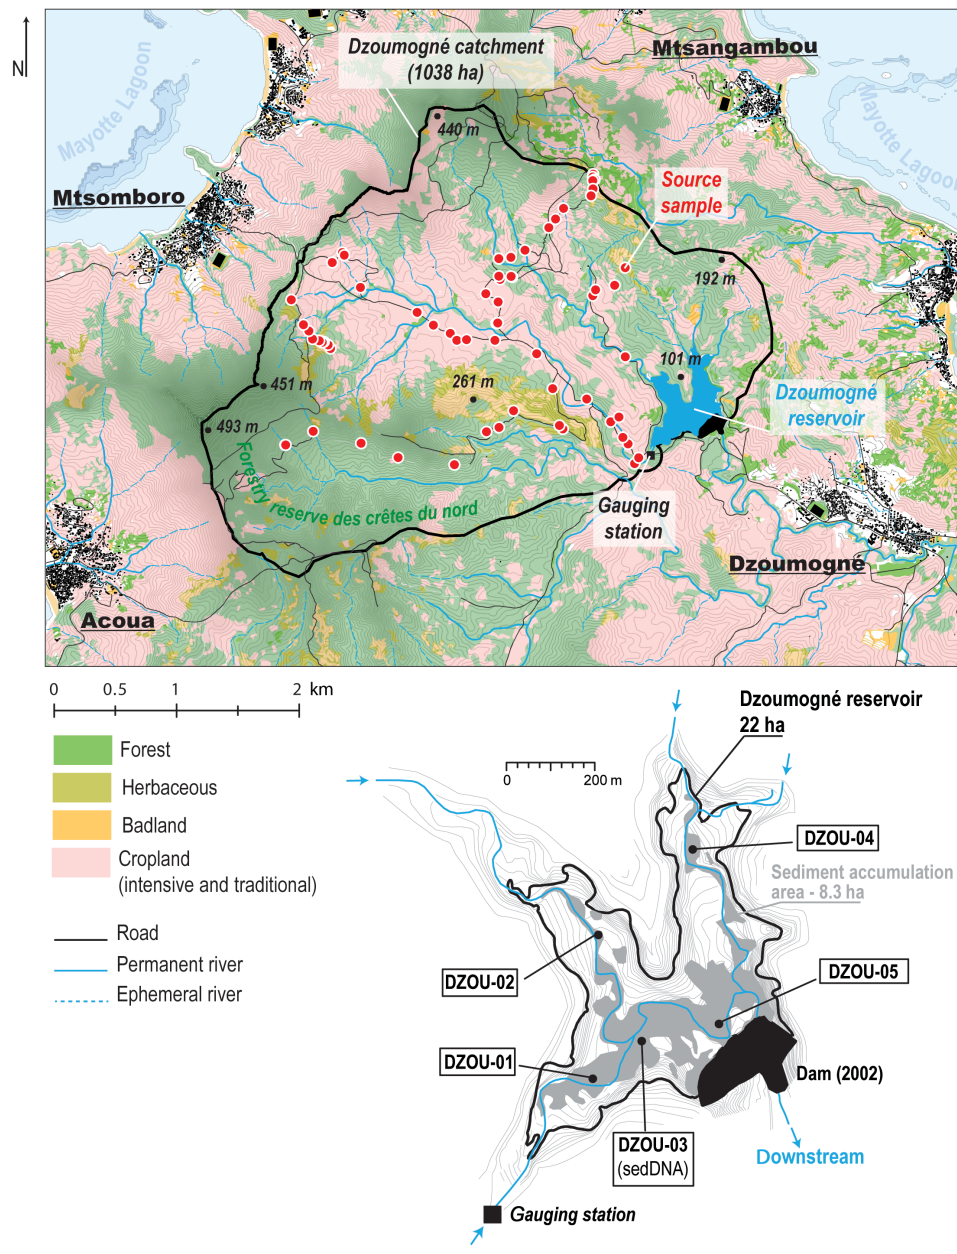 N
Mayotte Lagoon
Dzoumogné catchment
(1038 ha)
Mtsangambou
Mayotte Lagoon
440 m
Mtsomboro
Source
sample
192 m
101 m
451 m
261 m
Dzoumogné
reservoir
493 m
Forestry reserve des crêtes du nord
Gauging
station
Dzoumogné
Acoua
0 0.5 1 2 km
Forest
Herbaceous
Badland
Cropland
(intensive and traditional)
Road
Permanent river
Ephemeral river
Dzoumogné reservoir
22 ha
0 200 m
DZOU-04
Sediment accumulation
area - 8.3 ha
DZOU-02
DZOU-05
DZOU-01
Dam (2002)
DZOU-03
(sedDNA)
Downstream
Gauging station